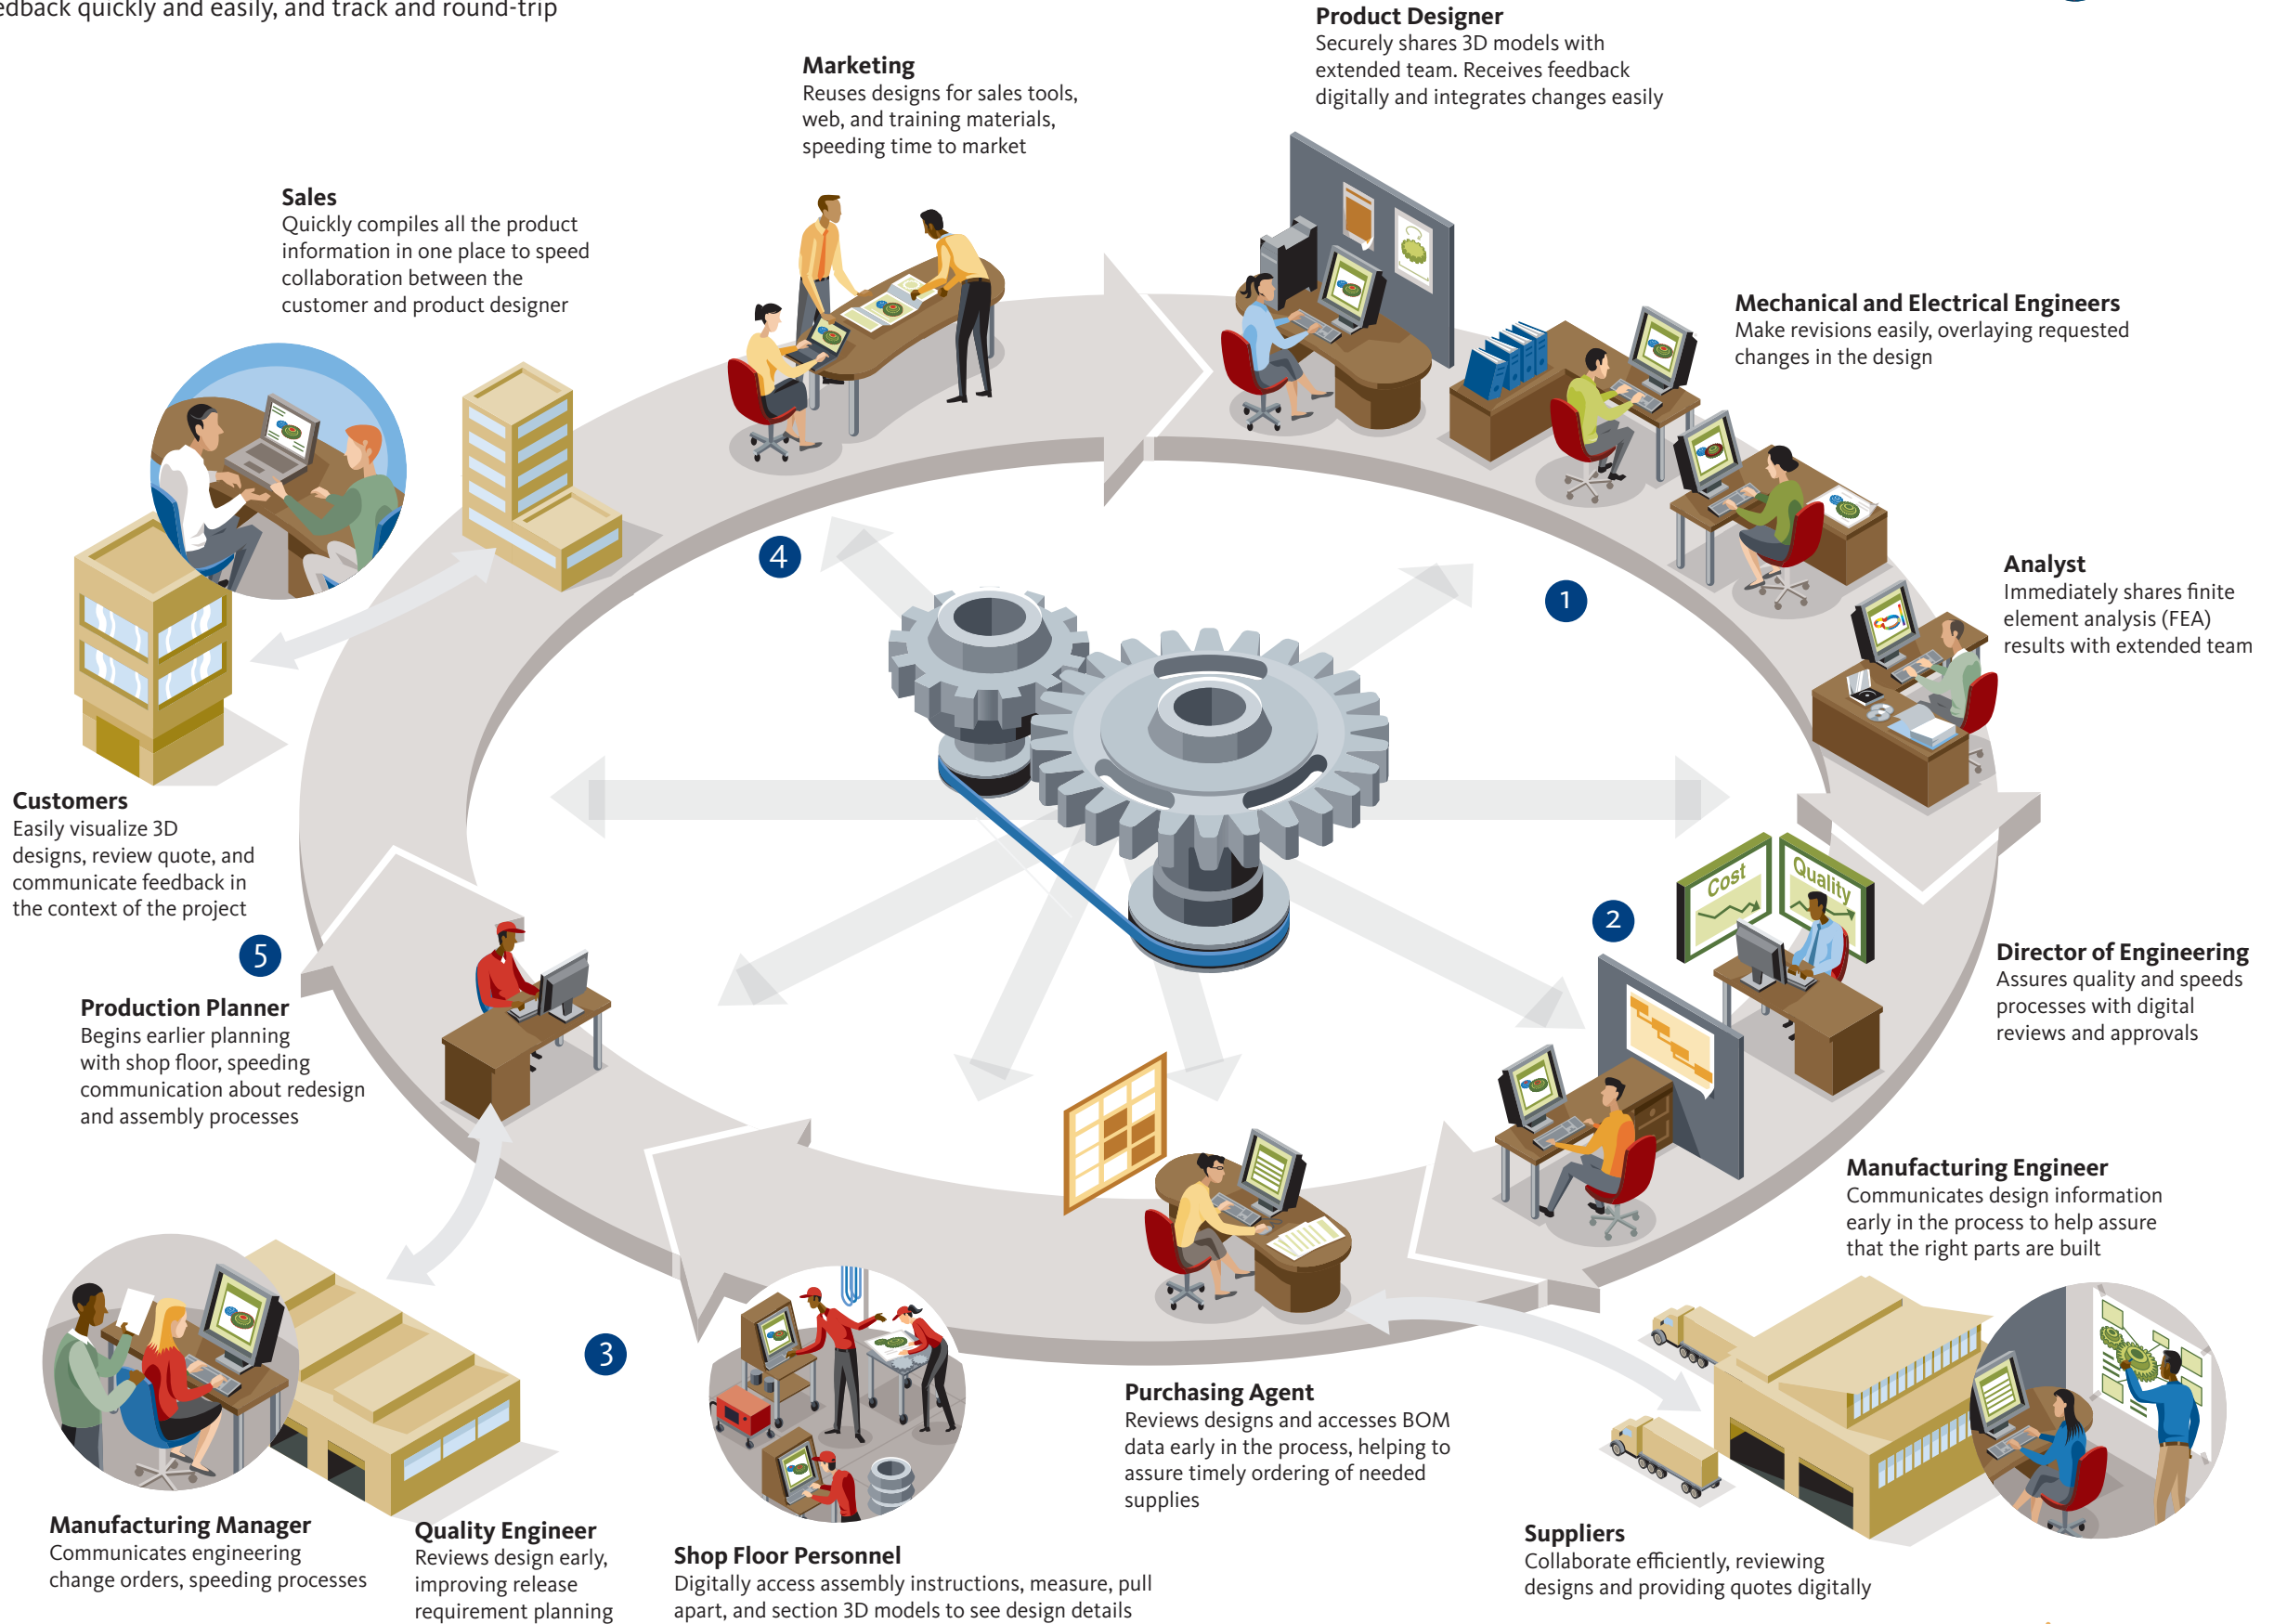 edback quickly and easily, and track and round-trip
Product Designer
Securely shares 3D models with
extended team. Receives feedback
digitally and integrates changes easily
Marketing
Reuses designs for sales tools,
web, and training materials,
speeding time to market
Sales
Quickly compiles all the product
information in one place to speed
collaboration between the
customer and product designer
Mechanical and Electrical Engineers
Make revisions easily, overlaying requested
changes in the design
4
1
Analyst
Immediately shares finite
element analysis (FEA)
results with extended team
Customers
Easily visualize 3D
designs, review quote, and
communicate feedback in
the context of the project
Cost
Quality
2
5
Director of Engineering
Assures quality and speeds
processes with digital
reviews and approvals
Production Planner
Begins earlier planning
with shop floor, speeding
communication about redesign
and assembly processes
Manufacturing Engineer
Communicates design information
early in the process to help assure
that the right parts are built
3
Purchasing Agent
Reviews designs and accesses BOM
data early in the process, helping to
assure timely ordering of needed
supplies
Manufacturing Manager
Communicates engineering
change orders, speeding processes
Quality Engineer
Reviews design early,
improving release
requirement planning
Shop Floor Personnel
Digitally access assembly instructions, measure, pull
apart, and section 3D models to see design details
Suppliers
Collaborate efficiently, reviewing
designs and providing quotes digitally